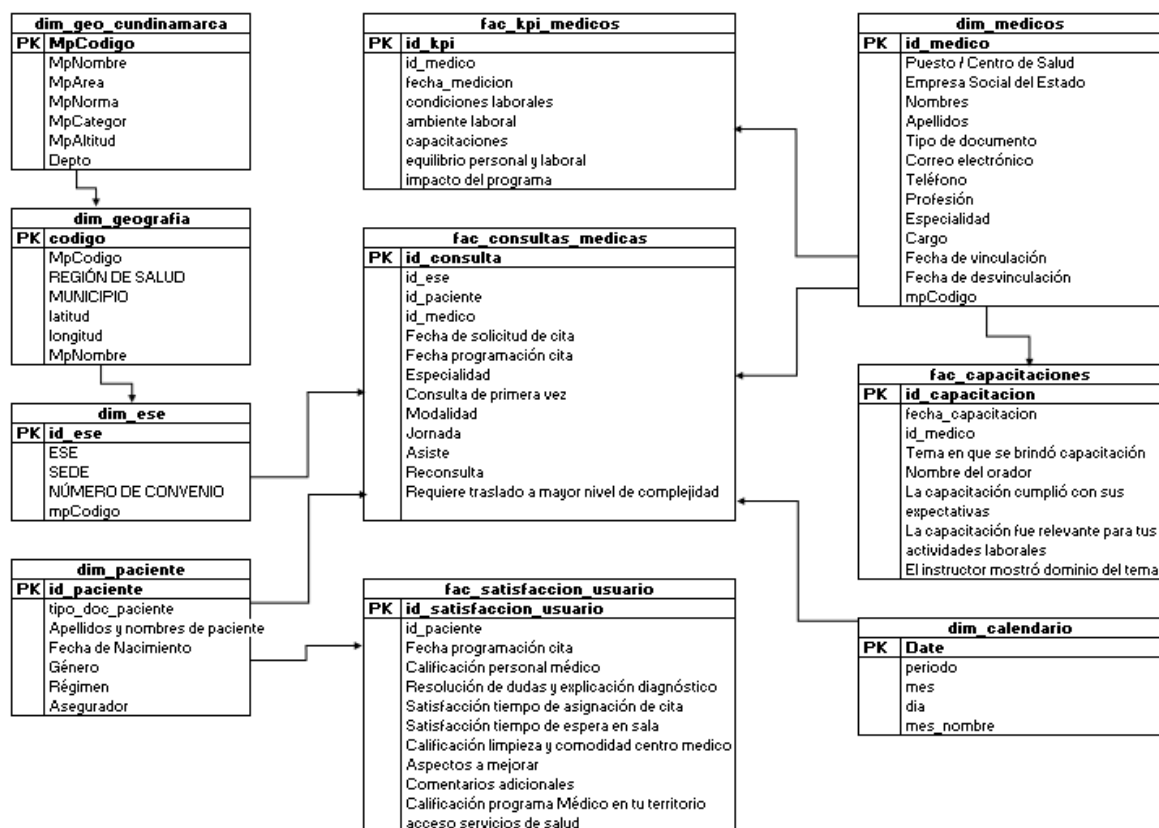 dim_geo_cundinamarca
PK MpCodigo
MpNombre
MpArea
MpNorma
MpCategor
MpAltitud
Depto
dim_geografia
PK codigo
MpCodigo
REGIÓN DE SALUD
MUNICIPIO
latitud
longitud
MpNombre
dim_ese
PK id_ese
ESE
SEDE
NÚMERO DE CONVENIO
mpCodigo
dim_paciente
PK id_paciente
tipo_doc_paciente
Apellidos y nombres de paciente
Fecha de Nacimiento
Género
Régimen
Asegurador
fac_kpi_medicos
PK id_kpi
id_medico
fecha_medicion
condiciones laborales
ambiente laboral
capacitaciones
equilibrio personal y laboral
impacto del programa
fac_consultas_medicas
PK id_consulta
id_ese
id_paciente
id_medico
Fecha de solicitud de cita
Fecha programación cita
Especialidad
Consulta de primera vez
Modalidad
Jornada
Asiste
Reconsulta
Requiere traslado a mayor nivel de complejidad
fac_satisfaccion_usuario
PK id_satisfaccion_usuario
id_paciente
Fecha programación cita
Calificación personal médico
Resolución de dudas y explicación diagnóstico
Satisfacción tiempo de asignación de cita
Satisfacción tiempo de espera en sala
Calificación limpieza y comodidad centro medico
Aspectos a mejorar
Comentarios adicionales
Calificación programa Médico en tu territorio
acceso servicios de salud
dim_medicos
PK id_medico
Puesto / Centro de Salud
Empresa Social del Estado
Nombres
Apellidos
Tipo de documento
Correo electrónico
Teléfono
Profesión
Especialidad
Cargo
Fecha de vinculación
Fecha de desvinculación
mpCodigo
fac_capacitaciones
PK id_capacitacion
fecha_capacitacion
id_medico
Tema en que se brindó capacitación
Nombre del orador
La capacitación cumplió con sus
expectativas
La capacitación fue relevante para tus
actividades laborales
El instructor mostró dominio del tema
dim_calendario
PK Date
periodo
mes
dia
mes_nombre